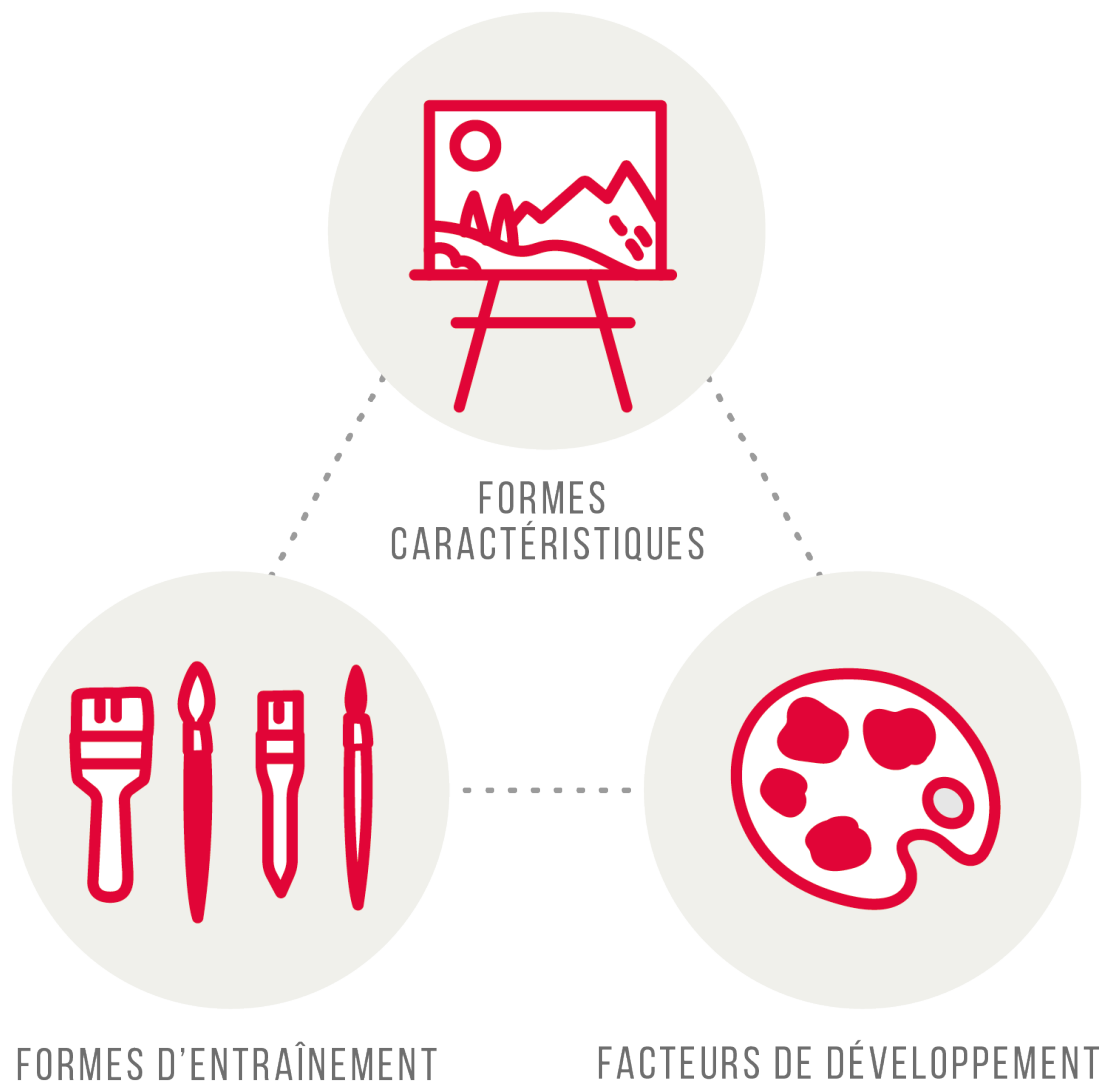 FORMES
CARACTÉRISTIQUES
FORMES D’ENTRAÎNEMENT
FACTEURS DE DÉVELOPPEMENT